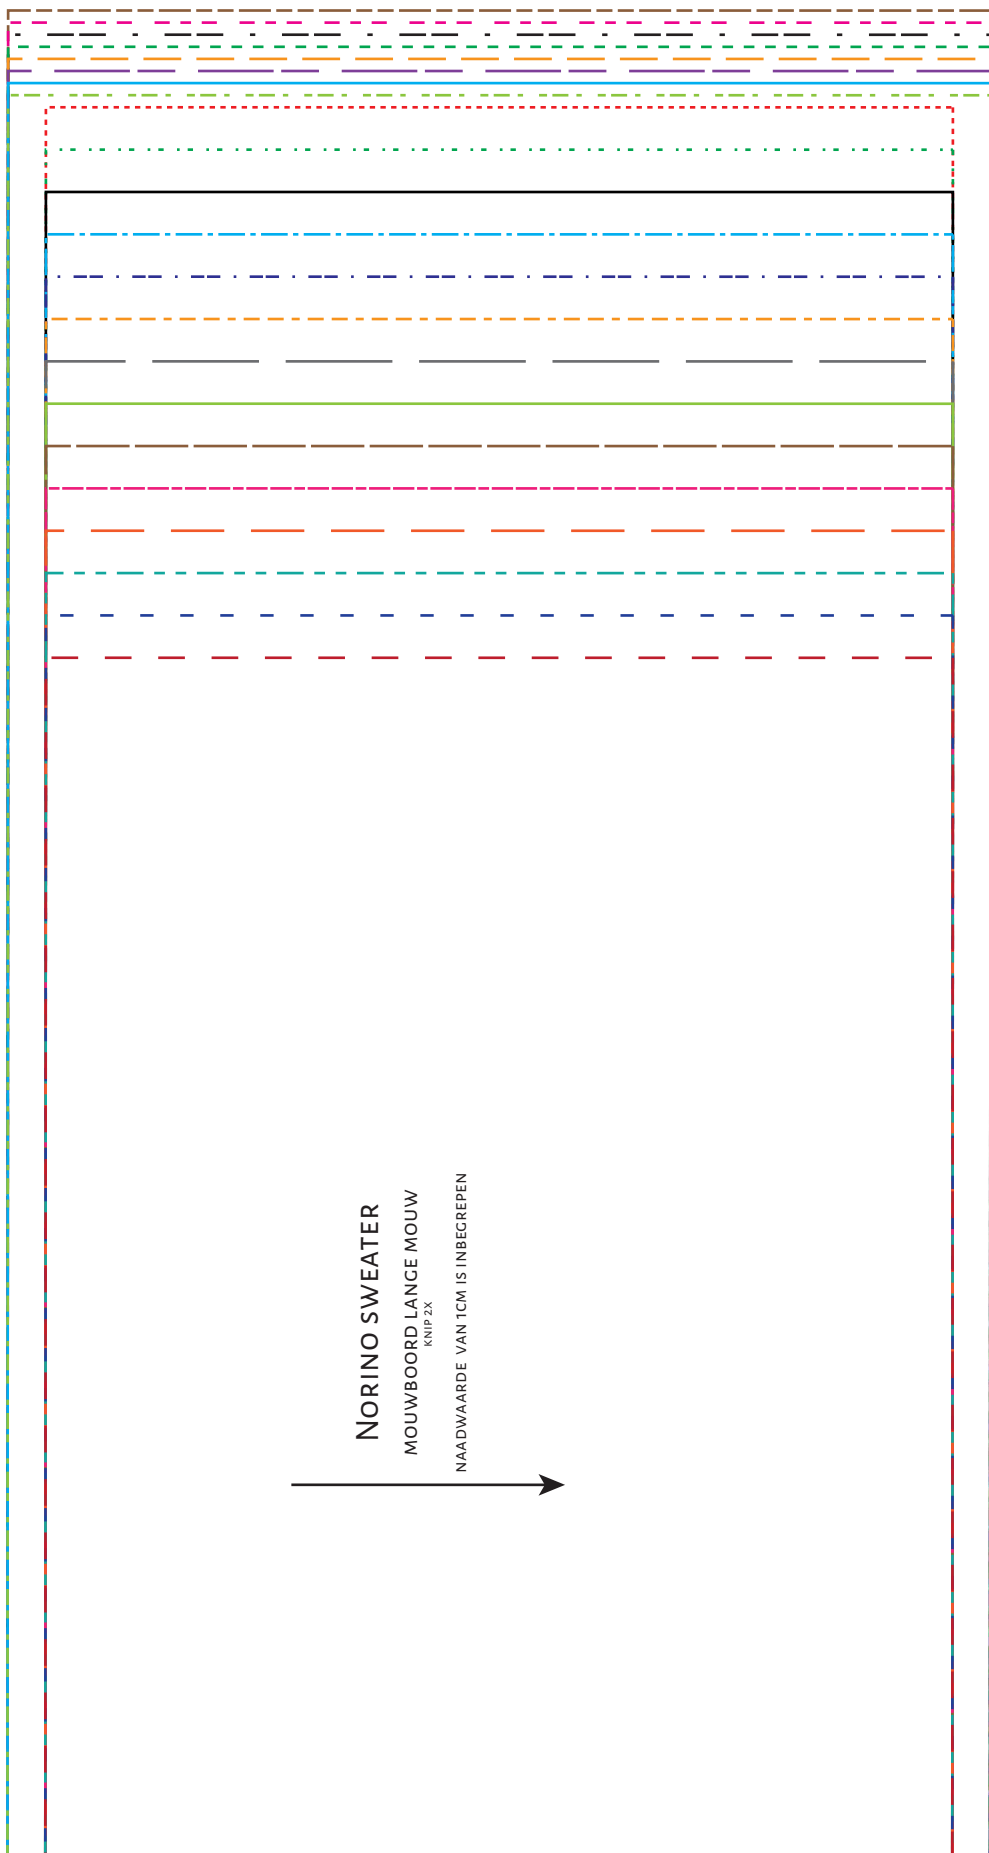 NORINO SWEATER
MOUWBOORD LANGE MOUW
KNIP 2X
NAADWAARDE VAN 1CM IS INBEGREPEN